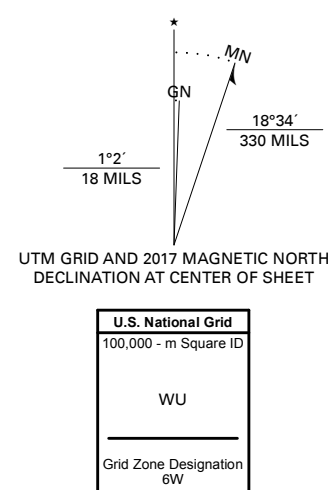 MN
GN
18°34´
330 MILS
1°2´
18 MILS
UTM GRID AND 2017 MAGNETIC NORTH
DECLINATION AT CENTER OF SHEET
U.S. National Grid
100,000 - m Square ID
WU
Grid Zone Designation
6W